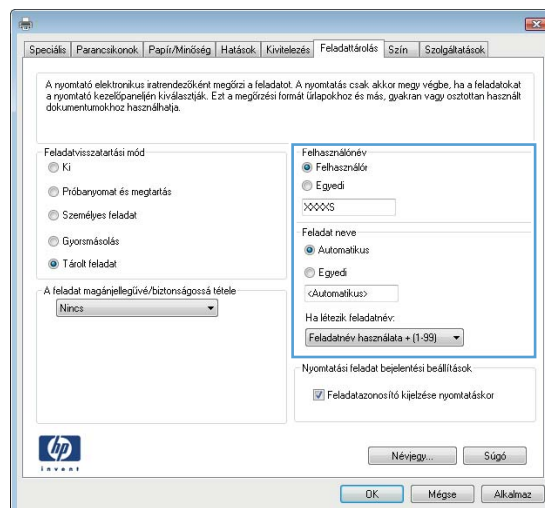 Speciális Parancsikonok Papír/Minőség Hatások Kivitelezés Feladattárolás Szín Szolgáltatások
A nyomtató elektronikus iratrendezőként megőrzi a feladatot. A nyomtatás csak akkor megy végbe, ha a feladatokat
a nyomtató kezelőpaneljén kiválasztják. Ezt a megőrzési formát űrlapokhoz és más, gyakran vagy osztottan használt
dokumentumokhoz használhatja.
Feladatvisszatartási mód
Ki
Próbanyomat és megtartás
Személyes feladat
Gyorsmásolás
Tárolt feladat
A feladat magánjellegűvé/biztonságossá tétele
Nincs
Felhasználónév
Felhasználór
Egyedi
XXXXS
Feladat neve
Automatikus
Egyedi
<Automatikus>
Ha létezik feladatnév:
Feladatnév használata + (1-99)
Nyomtatási feladat bejelentési beállítások
Feladatazonosító kijelzése nyomtatáskor
hp
invent
Névjegy... Súgó
OK Mégse Alkalmaz